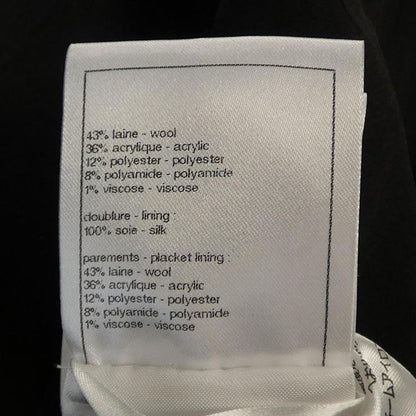 43% laine - wool
36% acrylique - acrylic
12% polyester - polyester
8% polyamide - polyamide
1% viscose - viscose
doublure - lining :
100% soie - silk
parements - placket lining :
43% laine - wool
36% acrylique - acrylic
12% polyester - polyester
8% polyamide - polyamide
1% viscose - viscose